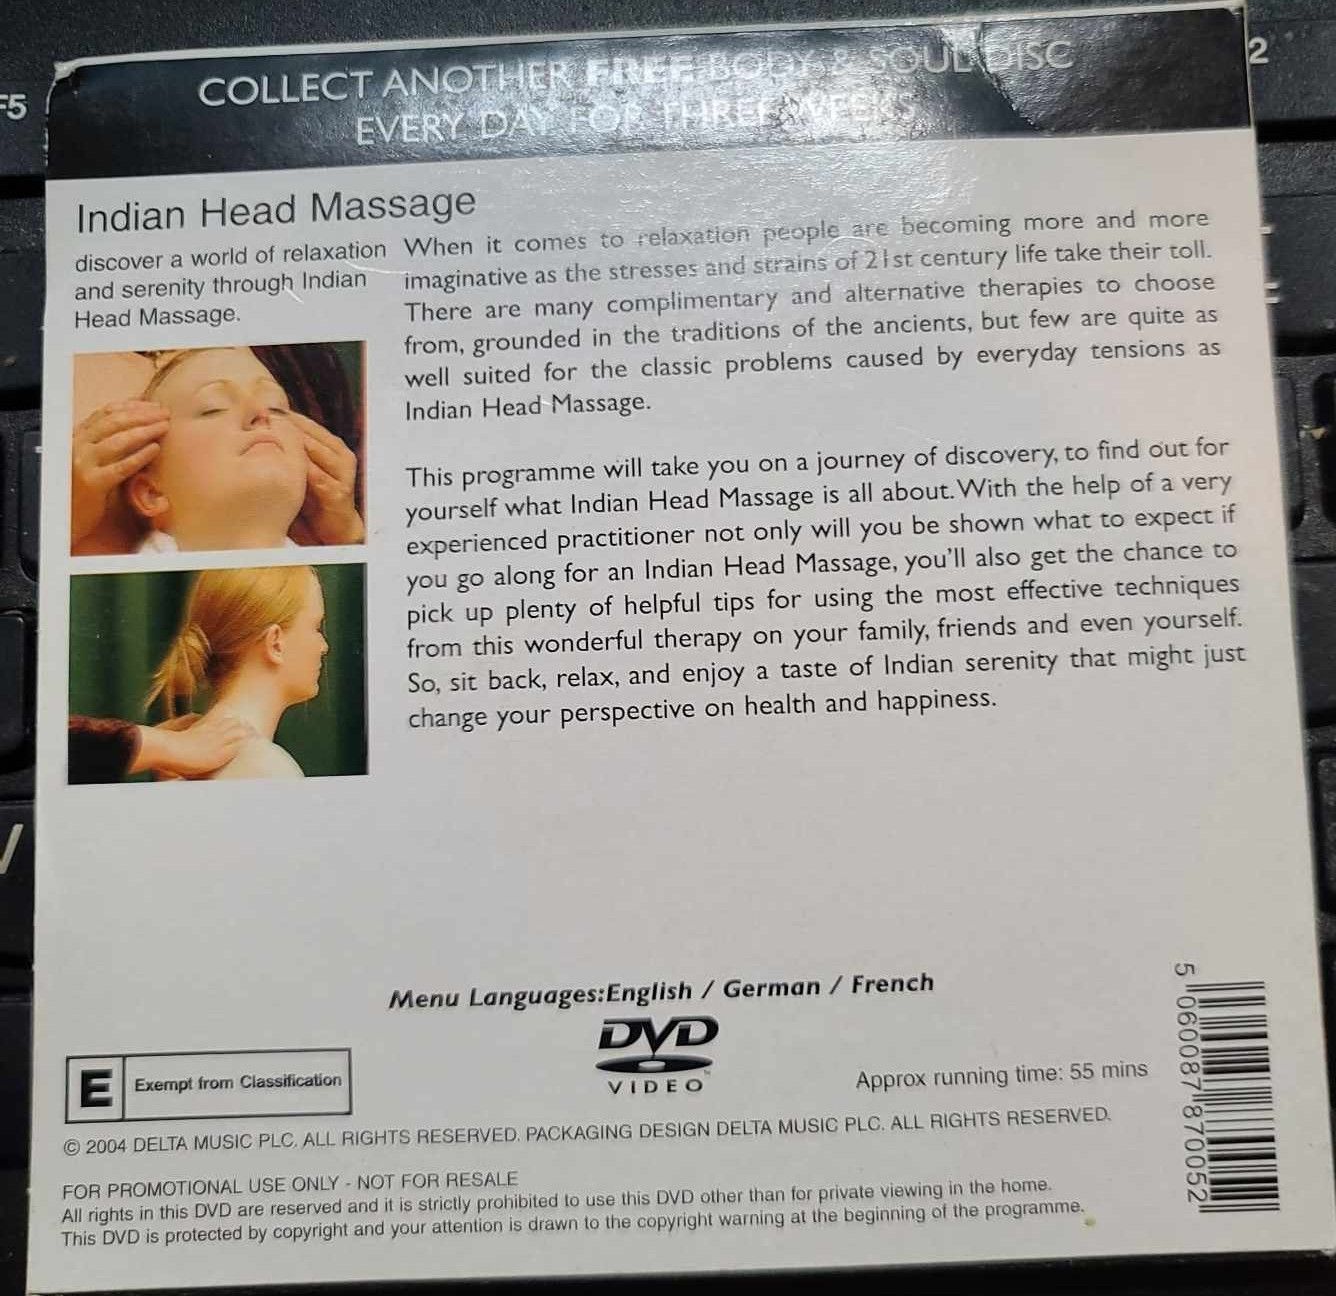 COLLECT ANOTHER FREE BODY & SOUL DISC
EVERY DAY FOR THREE WEEKS
F5
2
Indian Head Massage
discover a world of relaxation
and serenity through Indian
Head Massage.
When it comes to relaxation people are becoming more and more
imaginative as the stresses and strains of 21st century life take their toll.
There are many complimentary and alternative therapies to choose
from, grounded in the traditions of the ancients, but few are quite as
well suited for the classic problems caused by everyday tensions as
Indian Head Massage.
This programme will take you on a journey of discovery, to find out for
yourself what Indian Head Massage is all about. With the help of a very
experienced practitioner not only will you be shown what to expect if
you go along for an Indian Head Massage, you'll also get the chance to
pick up plenty of helpful tips for using the most effective techniques
from this wonderful therapy on your family, friends and even yourself.
So, sit back, relax, and enjoy a taste of Indian serenity that might just
change your perspective on health and happiness.
Menu Languages:English / German / French
DVD
VIDEO™
E Exempt from Classification
Approx running time: 55 mins
5 060087 870052
© 2004 DELTA MUSIC PLC. ALL RIGHTS RESERVED. PACKAGING DESIGN DELTA MUSIC PLC. ALL RIGHTS RESERVED.
FOR PROMOTIONAL USE ONLY - NOT FOR RESALE
All rights in this DVD are reserved and it is strictly prohibited to use this DVD other than for private viewing in the home.
This DVD is protected by copyright and your attention is drawn to the copyright warning at the beginning of the programme.